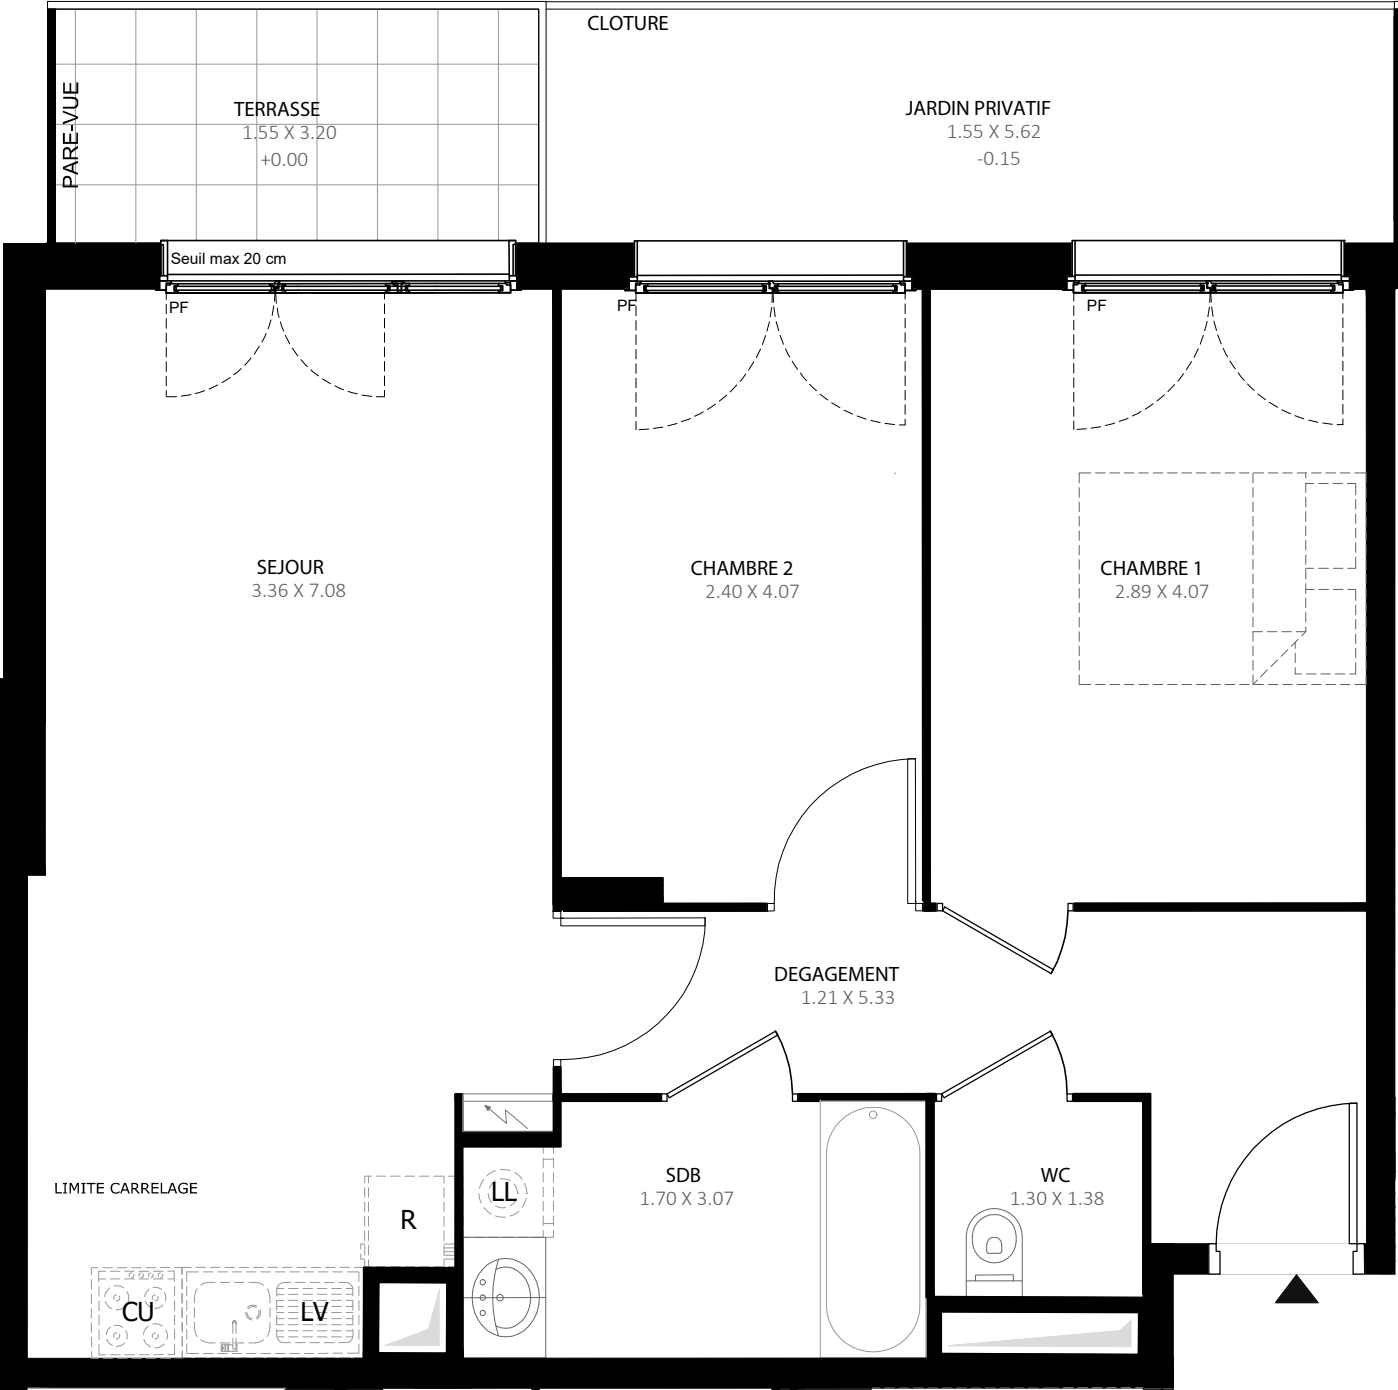 CLOTURE
PARE-VUE
TERRASSE
1.55 X 3.20
+0.00
JARDIN PRIVATIF
1.55 X 5.62
-0.15
Seuil max 20 cm
PF
PF
PF
SEJOUR
3.36 X 7.08
CHAMBRE 2
2.40 X 4.07
CHAMBRE 1
2.89 X 4.07
DEGAGEMENT
1.21 X 5.33
LIMITE CARRELAGE
R
LL
SDB
1.70 X 3.07
WC
1.30 X 1.38
CU
LV